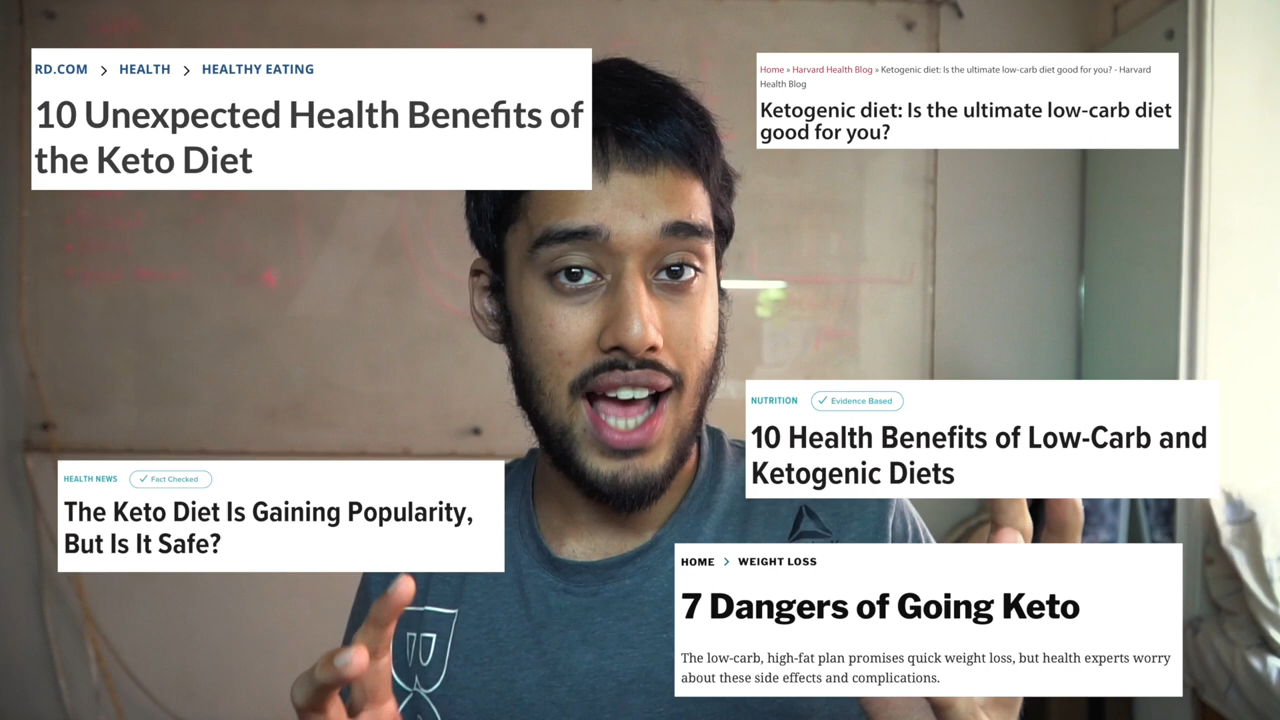 RD.COM > HEALTH > HEALTHY EATING
10 Unexpected Health Benefits of
the Keto Diet
Home » Harvard Health Blog » Ketogenic diet: Is the ultimate low-carb diet good for you? - Harvard
Health Blog
Ketogenic diet: Is the ultimate low-carb diet
good for you?
NUTRITION ✓ Evidence Based
10 Health Benefits of Low-Carb and
Ketogenic Diets
HEALTH NEWS ✓ Fact Checked
The Keto Diet Is Gaining Popularity,
But Is It Safe?
HOME > WEIGHT LOSS
7 Dangers of Going Keto
The low-carb, high-fat plan promises quick weight loss, but health experts worry
about these side effects and complications.